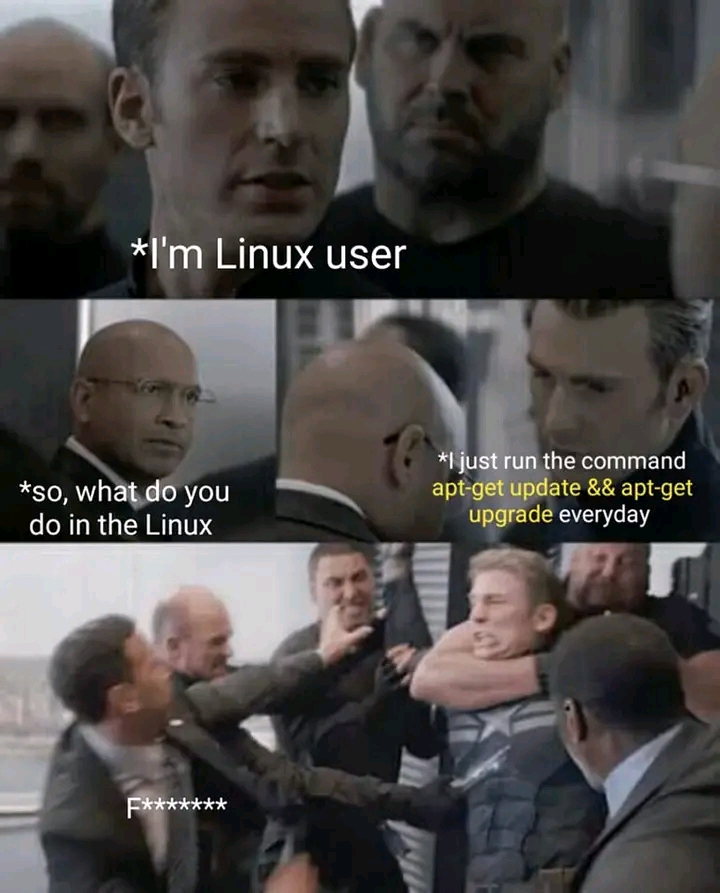 *I'm Linux user
*so, what do you
do in the Linux
*I just run the command
apt-get update && apt-get
upgrade everyday
F*******